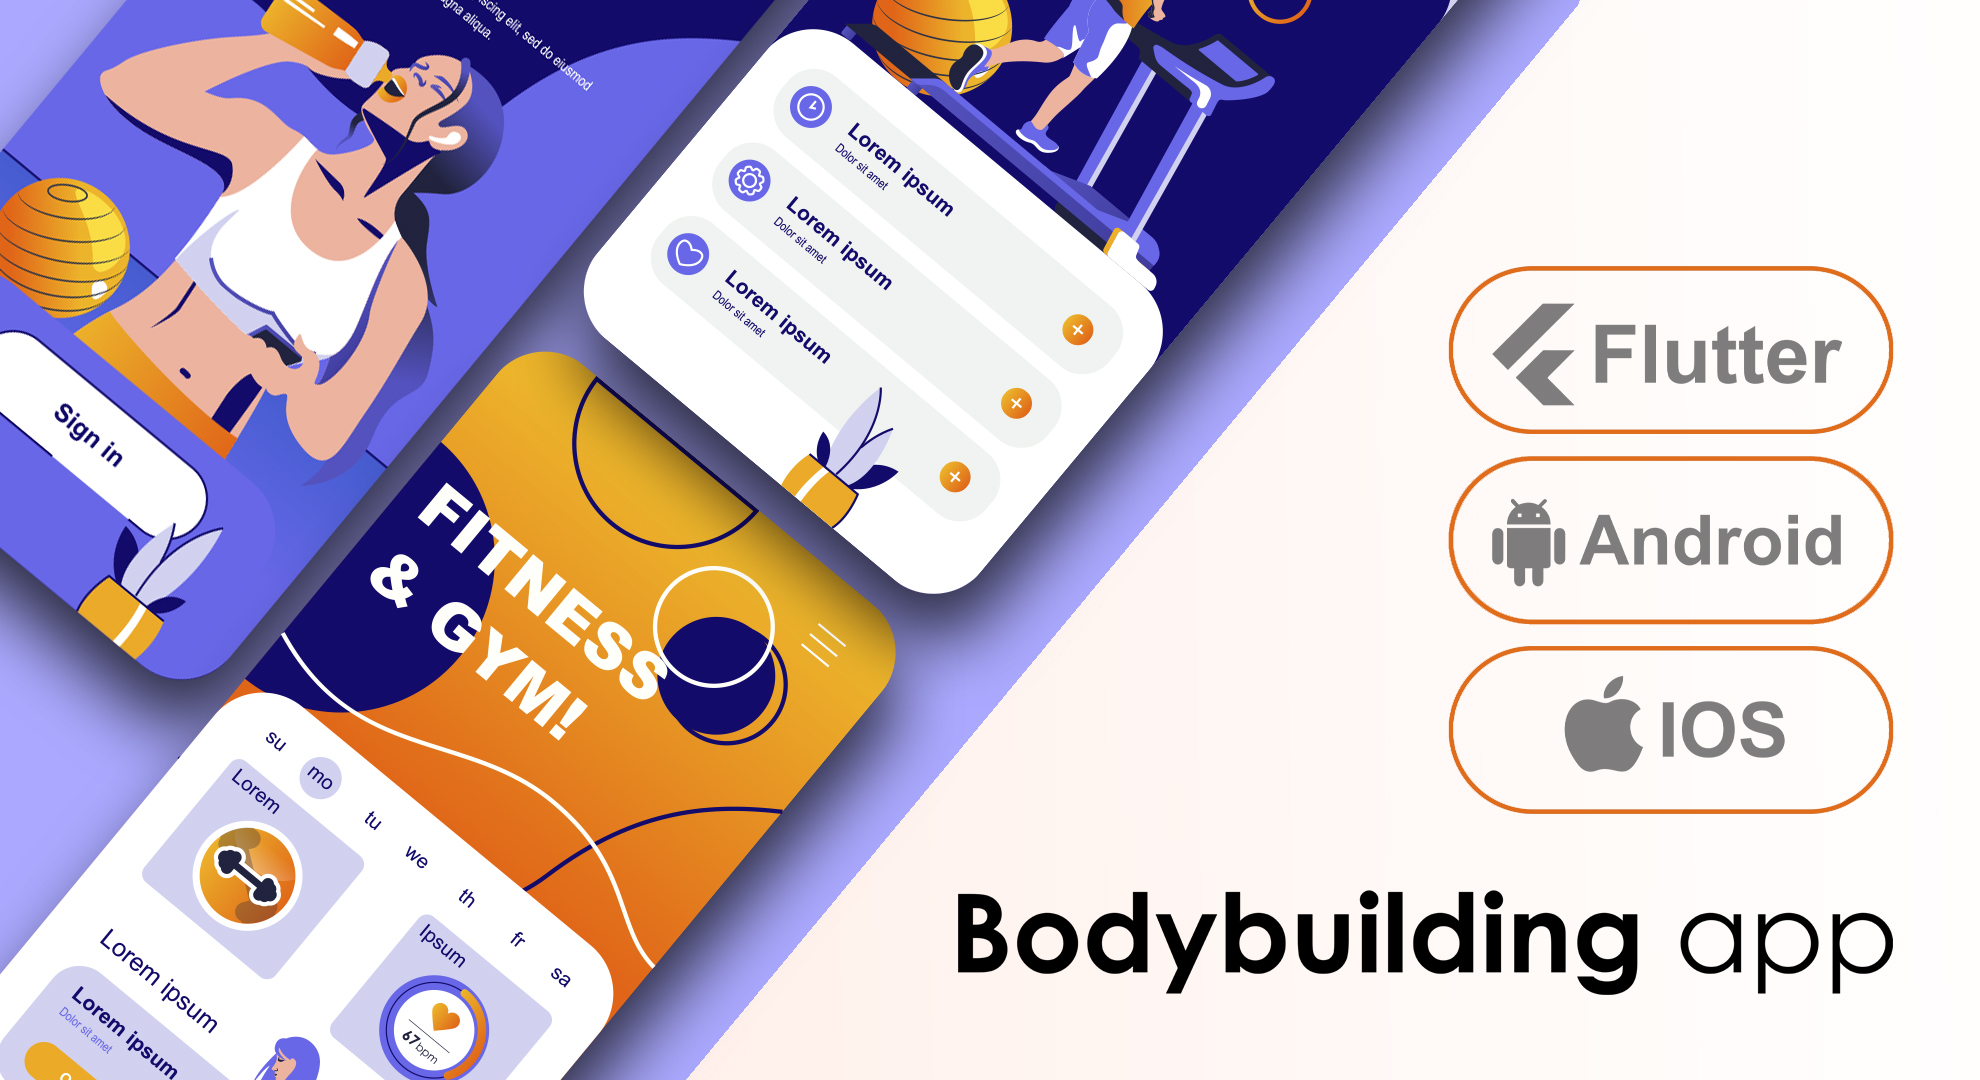 scing elit, sed do eiusmod
gna aliqua.
Sign in
Lorem ipsum
Dolor sit amet
Lorem ipsum
Dolor sit amet
Lorem ipsum
Dolor sit amet
FITNESS
& GYM!
su mo tu we th fr sa
Lorem
Ipsum
67 bpm
Lorem ipsum
Lorem ipsum
Dolor sit amet
Flutter
Android
IOS
Bodybuilding app